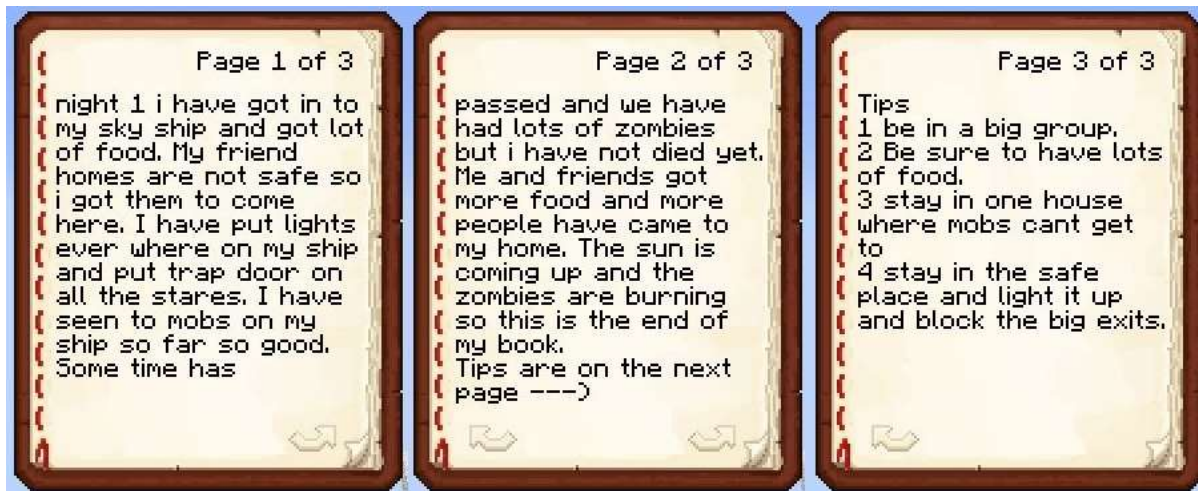 Page 1 of 3
night 1 i have got in to
my sky ship and got lot
of food. My friend
homes are not safe so
i got them to come
here. I have put lights
ever where on my ship
and put trap door on
all the stares. I have
seen to mobs on my
ship so far so good.
Some time has
Page 2 of 3
passed and we have
had lots of zombies
but i have not died yet.
Me and friends got
more food and more
people have came to
my home. The sun is
coming up and the
zombies are burning
so this is the end of
my book.
Tips are on the next
page ---)
Page 3 of 3
Tips
1 be in a big group.
2 Be sure to have lots
of food.
3 stay in one house
where mobs cant get
to
4 stay in the safe
place and light it up
and block the big exits.